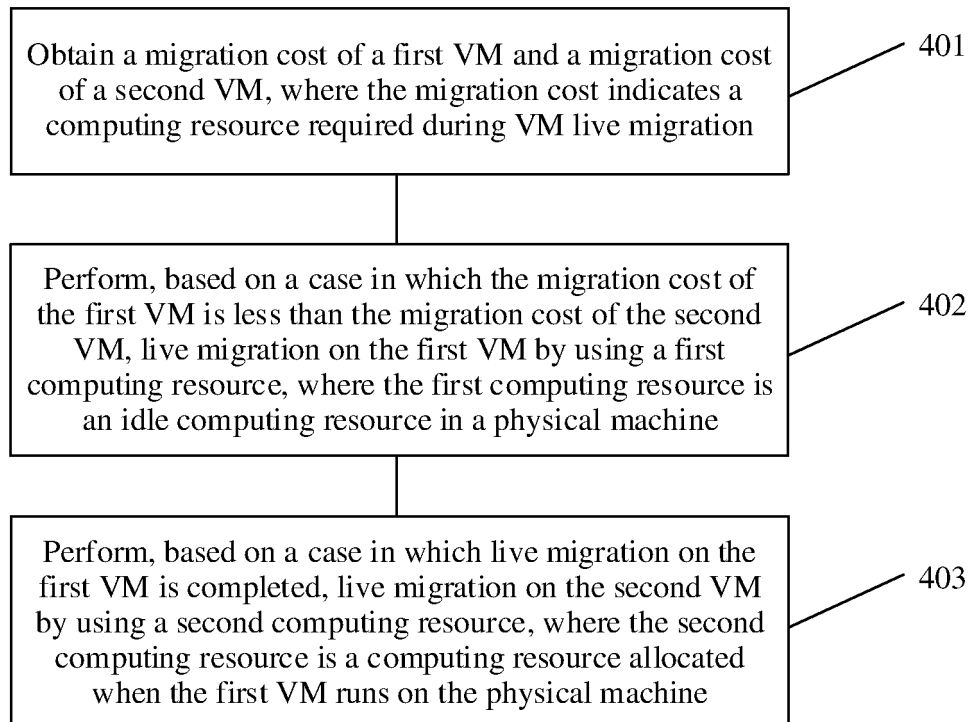 Obtain a migration cost of a first VM and a migration cost
of a second VM, where the migration cost indicates a
computing resource required during VM live migration
401
Perform, based on a case in which the migration cost of
the first VM is less than the migration cost of the second
VM, live migration on the first VM by using a first
computing resource, where the first computing resource is
an idle computing resource in a physical machine
402
Perform, based on a case in which live migration on the
first VM is completed, live migration on the second VM
by using a second computing resource, where the second
computing resource is a computing resource allocated
when the first VM runs on the physical machine
403